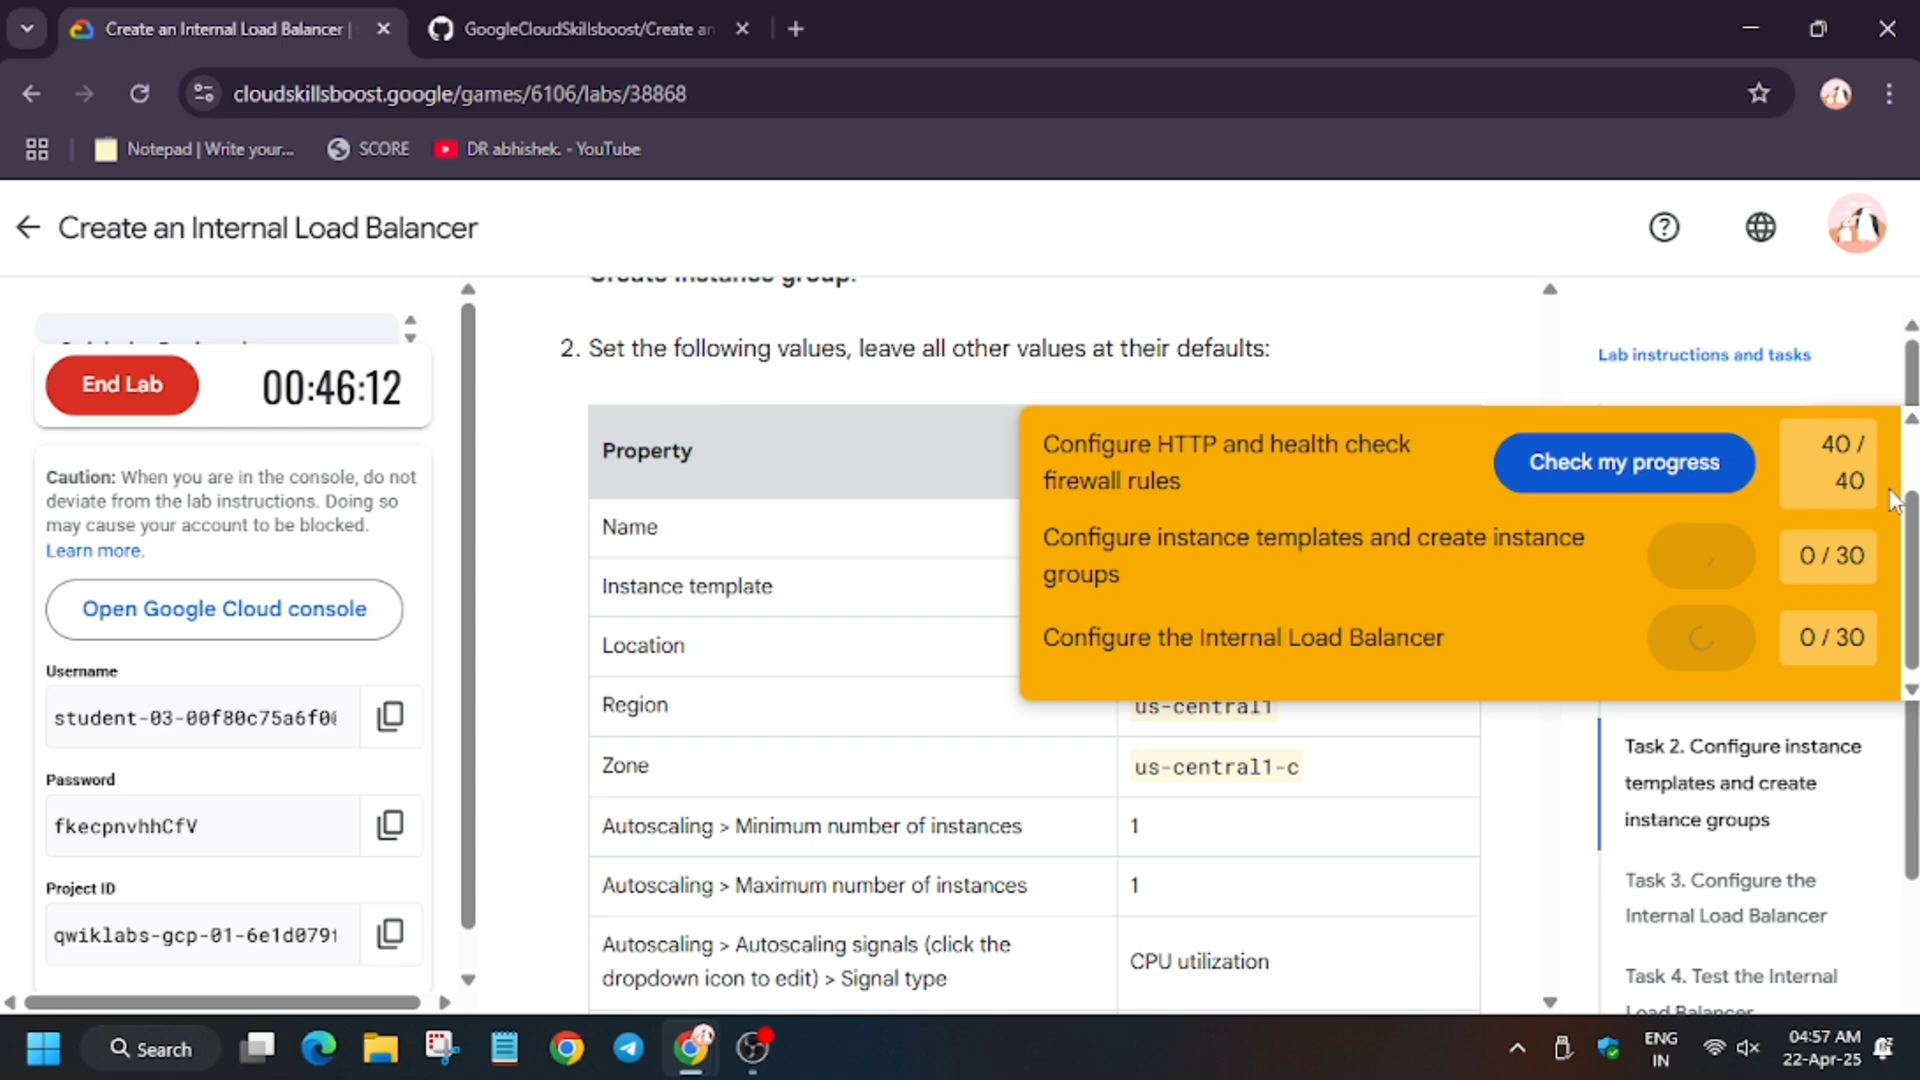 Create an Internal Load Balancer |
GoogleCloudSkillsboost/Create an
cloudskillsboost.google/games/6106/labs/38868
Notepad | Write your...
SCORE
DR abhishek. - YouTube
Create an Internal Load Balancer
End Lab
00:46:12
Caution: When you are in the console, do not
deviate from the lab instructions. Doing so
may cause your account to be blocked.
Learn more.
Open Google Cloud console
Username
student-03-00f80c75a6f0
Password
fkecpnvhhCfV
Project ID
qwiklabs-gcp-01-6e1d079f
Create instance group.
2. Set the following values, leave all other values at their defaults:
Property
Name
Instance template
Location
Region
us-central1
Zone
us-central1-c
Autoscaling > Minimum number of instances
1
Autoscaling > Maximum number of instances
1
Autoscaling > Autoscaling signals (click the
dropdown icon to edit) > Signal type
CPU utilization
Configure HTTP and health check
firewall rules
Check my progress
40 /
40
Configure instance templates and create instance
groups
0 / 30
Configure the Internal Load Balancer
0 / 30
Lab instructions and tasks
Task 2. Configure instance
templates and create
instance groups
Task 3. Configure the
Internal Load Balancer
Task 4. Test the Internal
Load Balancer
Search
ENG
IN
04:57 AM
22-Apr-25